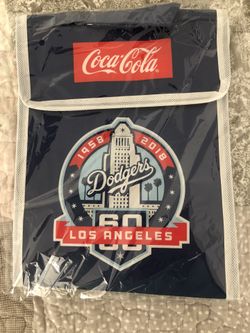 Coca-Cola
1958 2018
Dodgers
60
LOS ANGELES